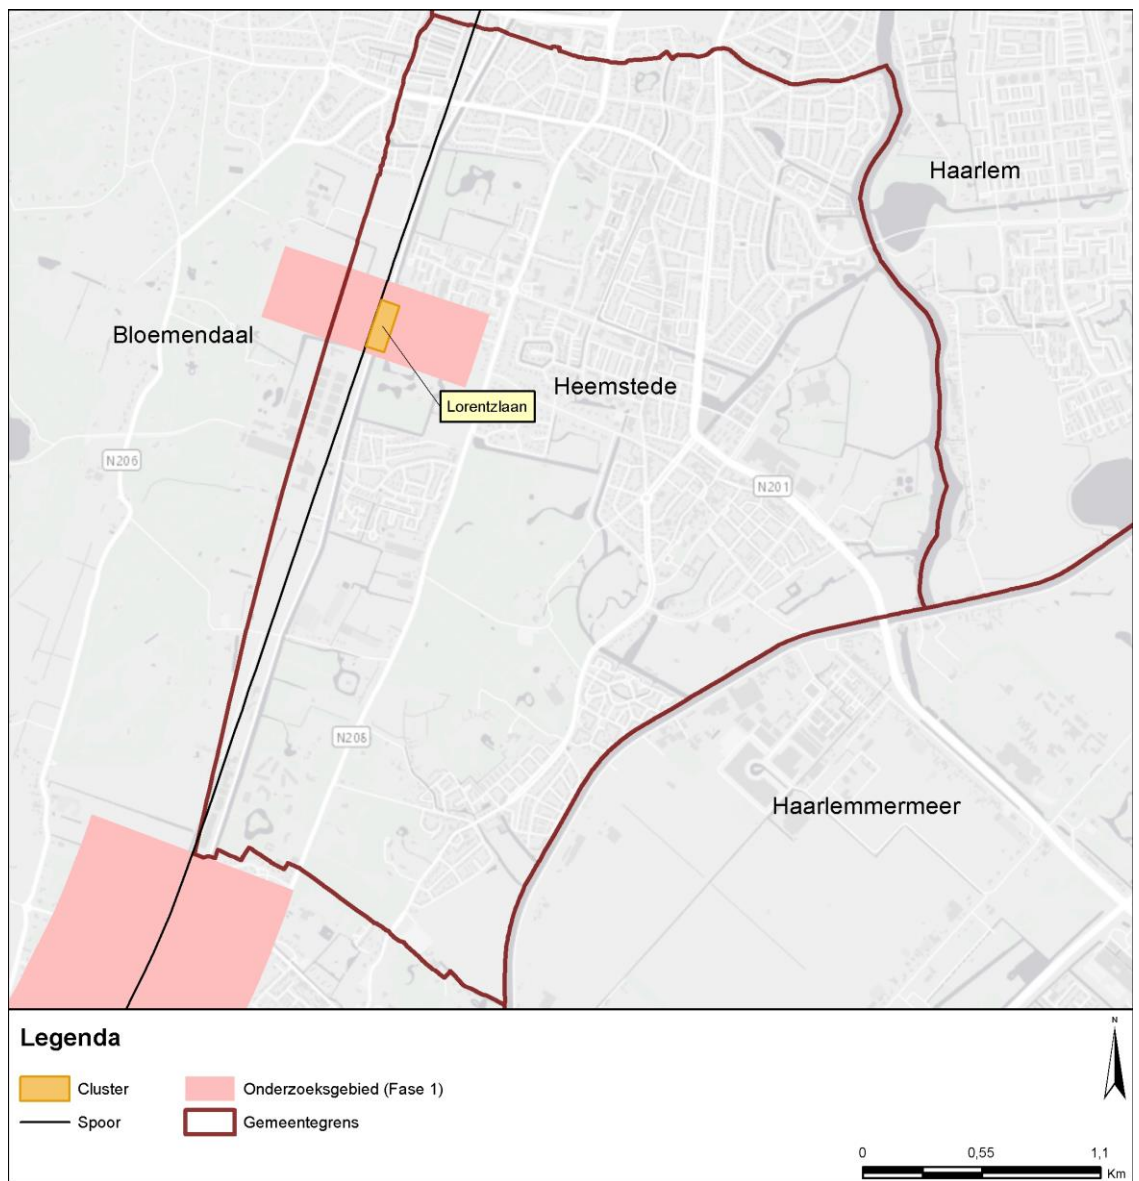 Haarlem
Bloemendaal
Heemstede
Lorentzlaan
N206
N201
N208
Haarlemmermeer
Legenda
N
Cluster
Onderzoeksgebied (Fase 1)
Spoor
Gemeentegrens
0
0,55
1,1
Km